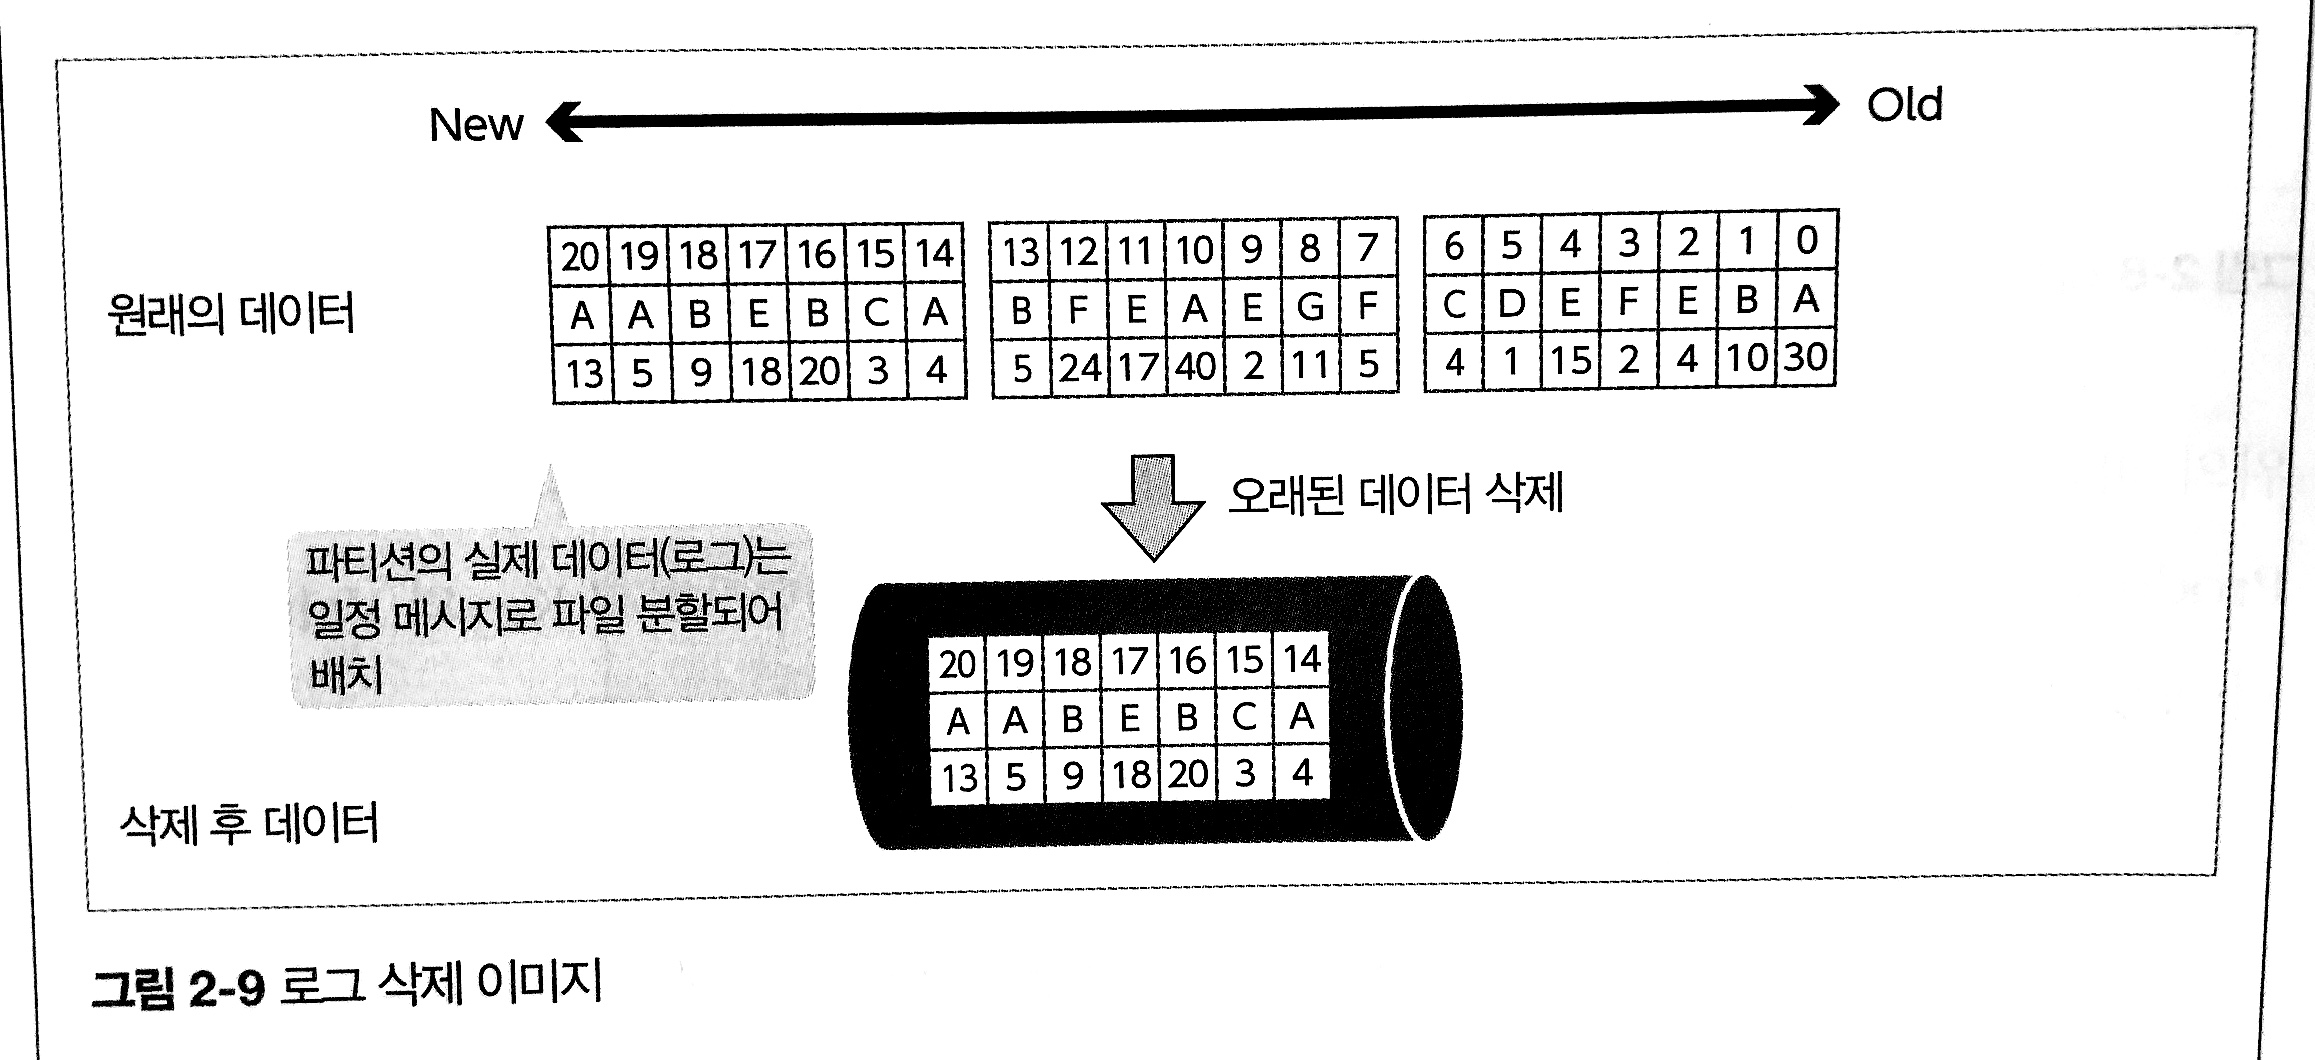 New Old
원래의 데이터
20 19 18 17 16 15 14
A A B E B C A
13 5 9 18 20 3 4
13 12 11 10 9 8 7
B F E A E G F
5 24 17 40 2 11 5
6 5 4 3 2 1 0
C D E F E B A
4 1 15 2 4 10 30
오래된 데이터 삭제
파티션의 실제 데이터(로그)는
일정 메시지로 파일 분할되어
배치
20 19 18 17 16 15 14
A A B E B C A
13 5 9 18 20 3 4
삭제 후 데이터
그림 2-9 로그 삭제 이미지